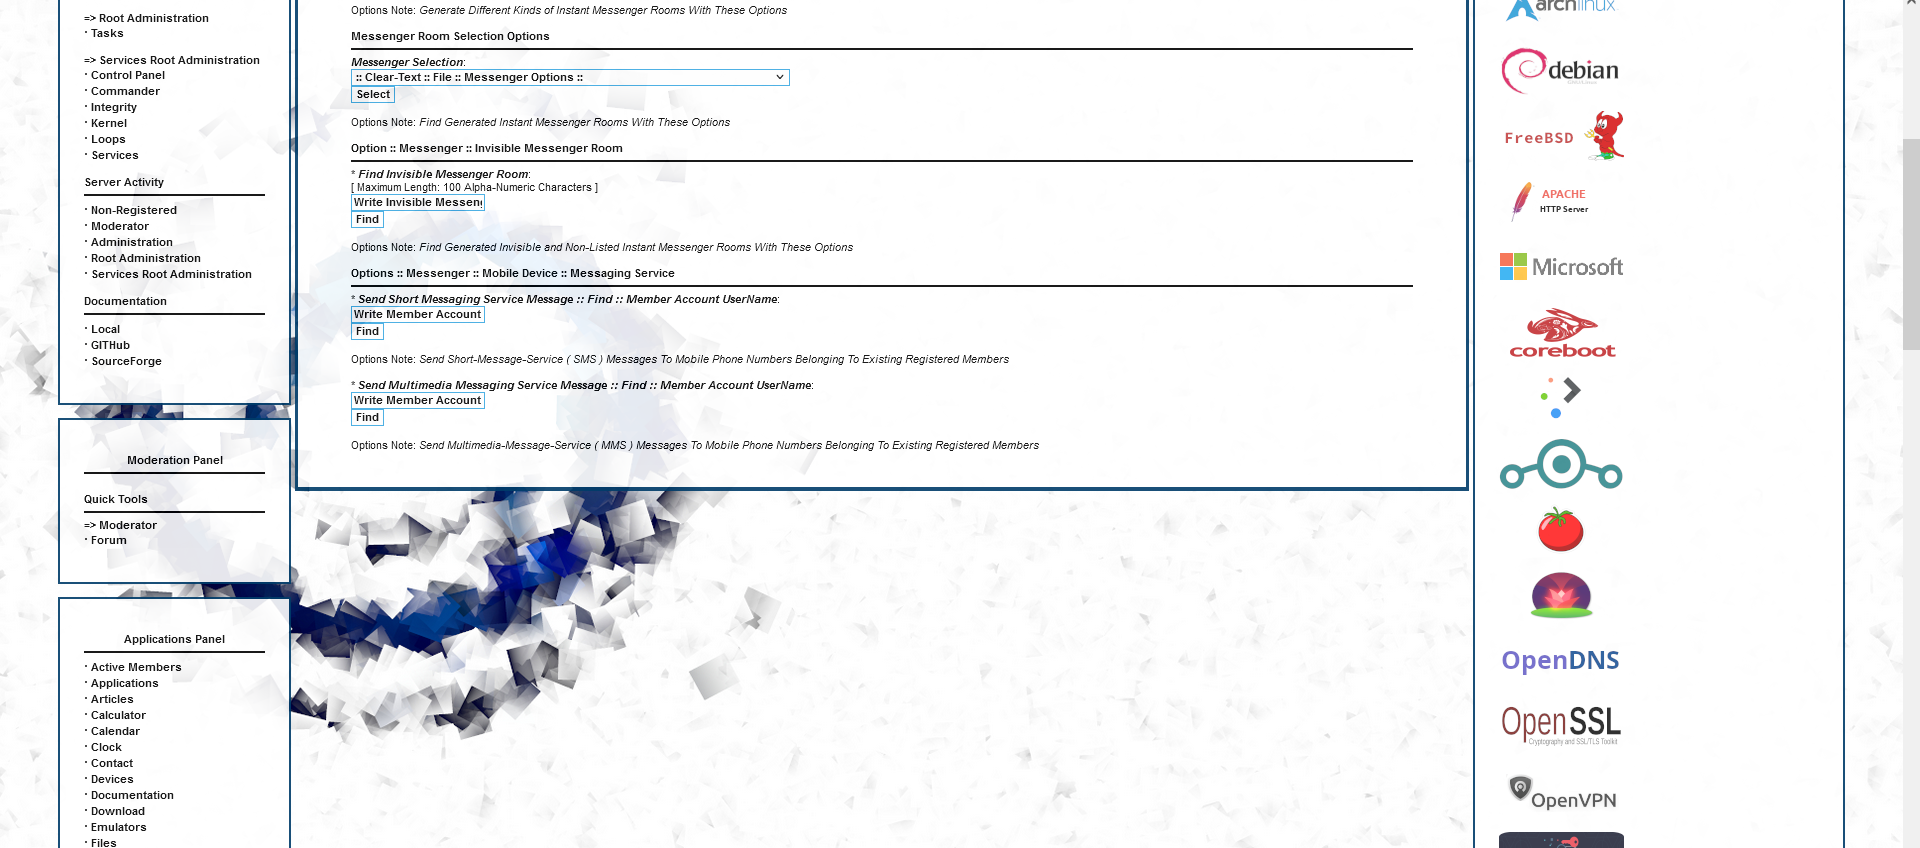 => Root Administration
· Tasks
=> Services Root Administration
· Control Panel
· Commander
· Integrity
· Kernel
· Loops
· Services
Server Activity
· Non-Registered
· Moderator
· Administration
· Root Administration
· Services Root Administration
Documentation
· Local
· GITHub
· SourceForge
Moderation Panel
Quick Tools
=> Moderator
· Forum
Applications Panel
· Active Members
· Applications
· Articles
· Calculator
· Calendar
· Clock
· Contact
· Devices
· Documentation
· Download
· Emulators
· Files
Options Note: Generate Different Kinds of Instant Messenger Rooms With These Options
Messenger Room Selection Options
Messenger Selection:
:: Clear-Text :: File :: Messenger Options ::
Select
Options Note: Find Generated Instant Messenger Rooms With These Options
Option :: Messenger :: Invisible Messenger Room
* Find Invisible Messenger Room:
[ Maximum Length: 100 Alpha-Numeric Characters ]
Write Invisible Messeng
Find
Options Note: Find Generated Invisible and Non-Listed Instant Messenger Rooms With These Options
Options :: Messenger :: Mobile Device :: Messaging Service
* Send Short Messaging Service Message :: Find :: Member Account UserName:
Write Member Account
Find
Options Note: Send Short-Message-Service ( SMS ) Messages To Mobile Phone Numbers Belonging To Existing Registered Members
* Send Multimedia Messaging Service Message :: Find :: Member Account UserName:
Write Member Account
Find
Options Note: Send Multimedia-Message-Service ( MMS ) Messages To Mobile Phone Numbers Belonging To Existing Registered Members
archlinux
debian
FreeBSD
APACHE
HTTP Server
Microsoft
coreboot
OpenDNS
OpenSSL
Cryptography and SSL/TLS Toolkit
OpenVPN